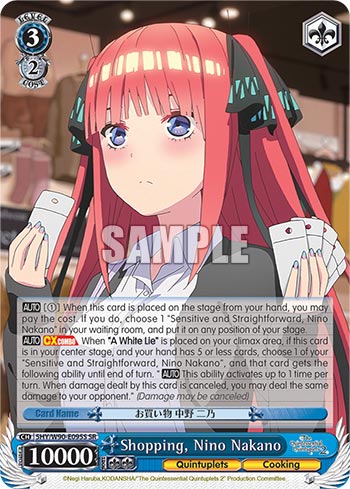 LEVEL
3
2
COST
SAMPLE
AUTO [①] When this card is placed on the stage from your hand, you may
pay the cost. If you do, choose 1 "Sensitive and Straightforward, Nino
Nakano" in your waiting room, and put it in any position of your stage.
AUTO CXCOMBO When "A White Lie" is placed on your climax area, if this card
is in your center stage, and your hand has 5 or less cards, choose 1 of your
"Sensitive and Straightforward, Nino Nakano", and that card gets the
following ability until end of turn. "AUTO This ability activates up to 1 time per
turn. When damage dealt by this card is canceled, you may deal the same
damage to your opponent." (Damage may be canceled)
Card Name お買い物 中野 二乃
CH 5HY/W90-E095S SR
Shopping, Nino Nakano
10000
Quintuplets Cooking
©Negi Haruba,KODANSHA/"The Quintessential Quintuplets 2" Production Committee.